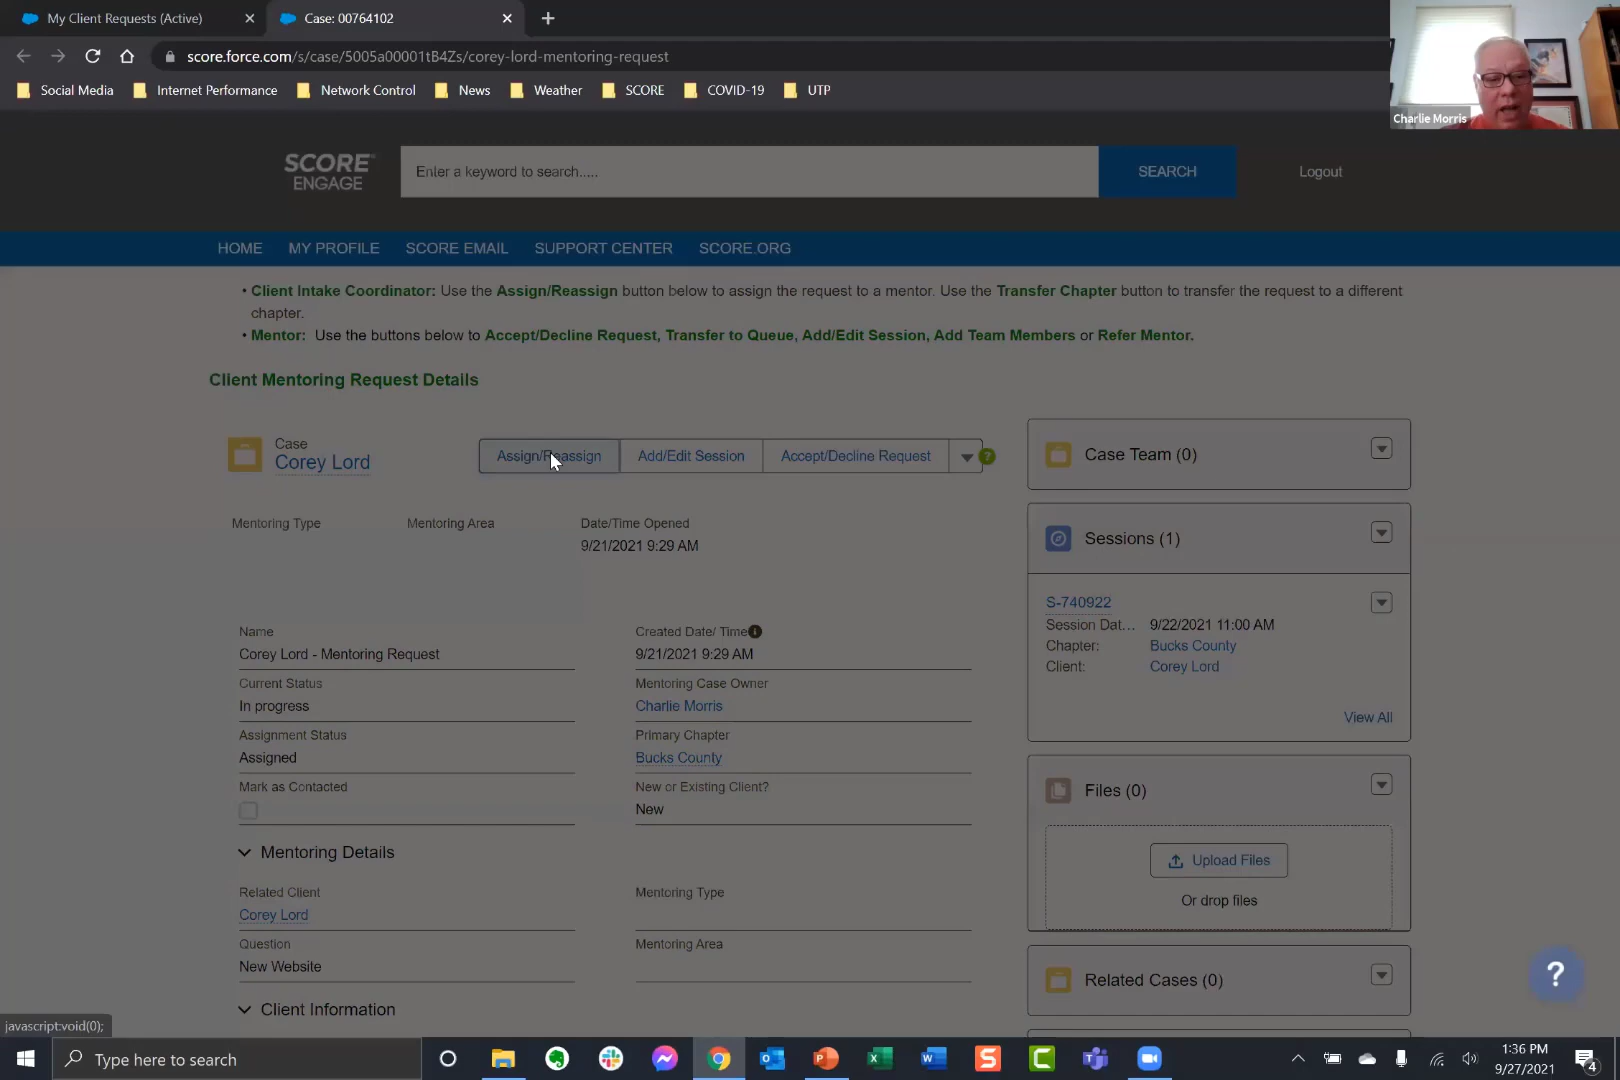 My Client Requests (Active)
Case: 00764102
score.force.com/s/case/5005a00001tB4Zs/corey-lord-mentoring-request
Social Media
Internet Performance
Network Control
News
Weather
SCORE
COVID-19
UTP
Charlie Morris
SCORE
ENGAGE
Enter a keyword to search.....
SEARCH
Logout
HOME
MY PROFILE
SCORE EMAIL
SUPPORT CENTER
SCORE.ORG
• Client Intake Coordinator: Use the Assign/Reassign button below to assign the request to a mentor. Use the Transfer Chapter button to transfer the request to a different
chapter.
• Mentor: Use the buttons below to Accept/Decline Request, Transfer to Queue, Add/Edit Session, Add Team Members or Refer Mentor.
Client Mentoring Request Details
Case
Corey Lord
Assign/Reassign
Add/Edit Session
Accept/Decline Request
?
Mentoring Type
Mentoring Area
Date/Time Opened
9/21/2021 9:29 AM
Name
Corey Lord - Mentoring Request
Created Date/ Time
9/21/2021 9:29 AM
Current Status
In progress
Mentoring Case Owner
Charlie Morris
Assignment Status
Assigned
Primary Chapter
Bucks County
Mark as Contacted
New or Existing Client?
New
Mentoring Details
Related Client
Corey Lord
Mentoring Type
Question
New Website
Mentoring Area
Client Information
Case Team (0)
Sessions (1)
S-740922
Session Dat... 9/22/2021 11:00 AM
Chapter: Bucks County
Client: Corey Lord
View All
Files (0)
Upload Files
Or drop files
Related Cases (0)
?
javascript:void(0);
Type here to search
1:36 PM
9/27/2021
4